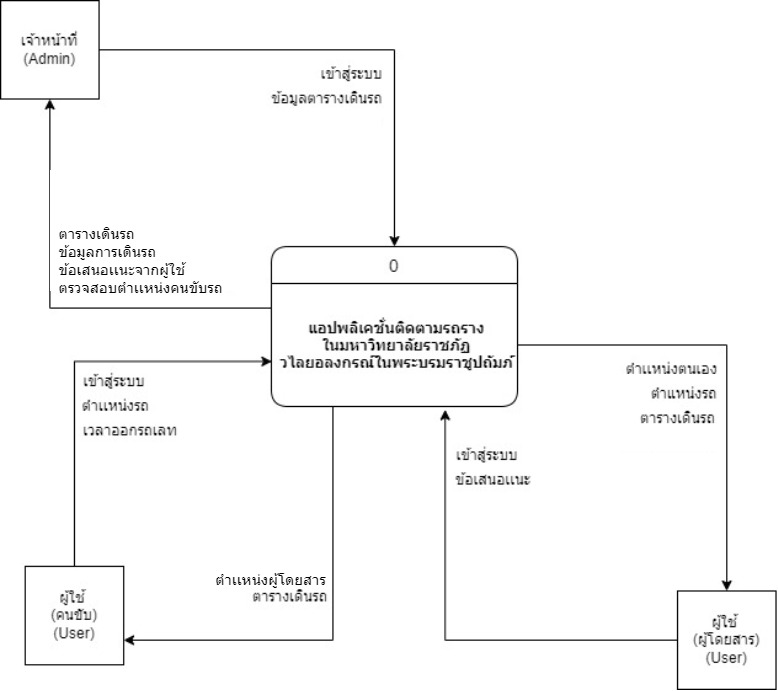 เจ้าหน้าที่
(Admin)
เข้าสู่ระบบ
ข้อมูลตารางเดินรถ
ตารางเดินรถ
ข้อมูลการเดินรถ
ข้อเสนอแนะจากผู้ใช้
ตรวจสอบตำแหน่งคนขับรถ
0
แอปพลิเคชั่นติดตามรถราง
ในมหาวิทยาลัยราชภัฏ
วไลยอลงกรณ์ในพระบรมราชูปถัมภ์
เข้าสู่ระบบ
ตำแหน่งรถ
เวลาออกรถเลท
ตำแหน่งตนเอง
ตำแหน่งรถ
ตารางเดินรถ
เข้าสู่ระบบ
ข้อเสนอแนะ
ตำแหน่งผู้โดยสาร
ตารางเดินรถ
ผู้ใช้
(คนขับ)
(User)
ผู้ใช้
(ผู้โดยสาร)
(User)